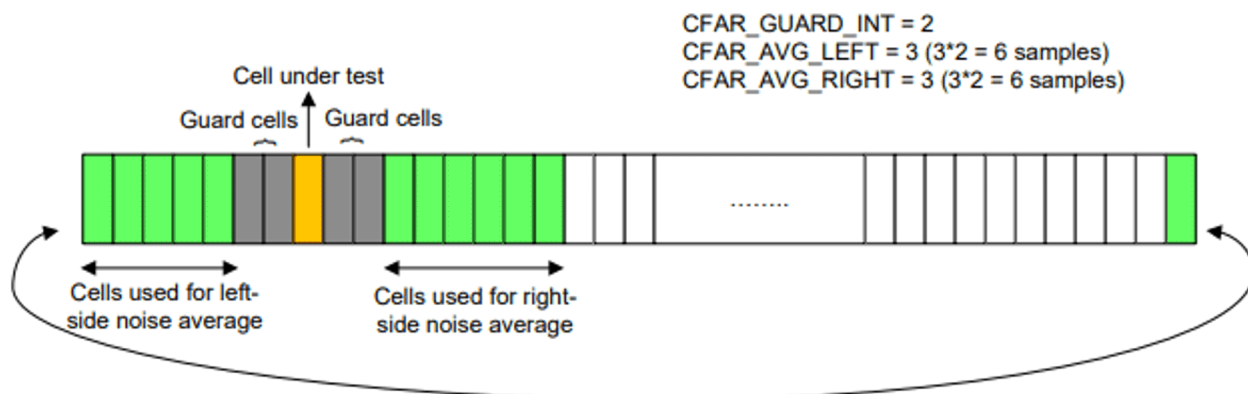 CFAR_GUARD_INT = 2
CFAR_AVG_LEFT = 3 (3*2 = 6 samples)
CFAR_AVG_RIGHT = 3 (3*2 = 6 samples)
Cell under test
Guard cells
Guard cells
........
Cells used for left-
side noise average
Cells used for right-
side noise average